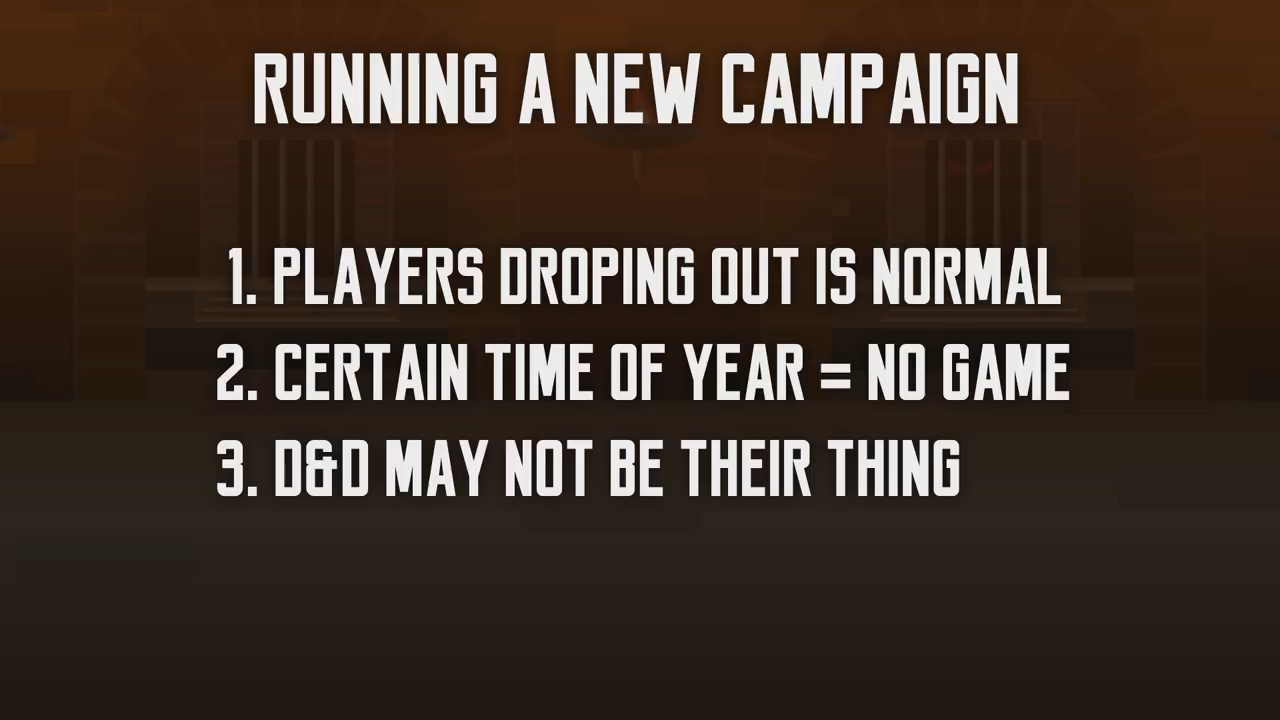 RUNNING A NEW CAMPAIGN
1. PLAYERS DROPING OUT IS NORMAL
2. CERTAIN TIME OF YEAR = NO GAME
3. D&D MAY NOT BE THEIR THING